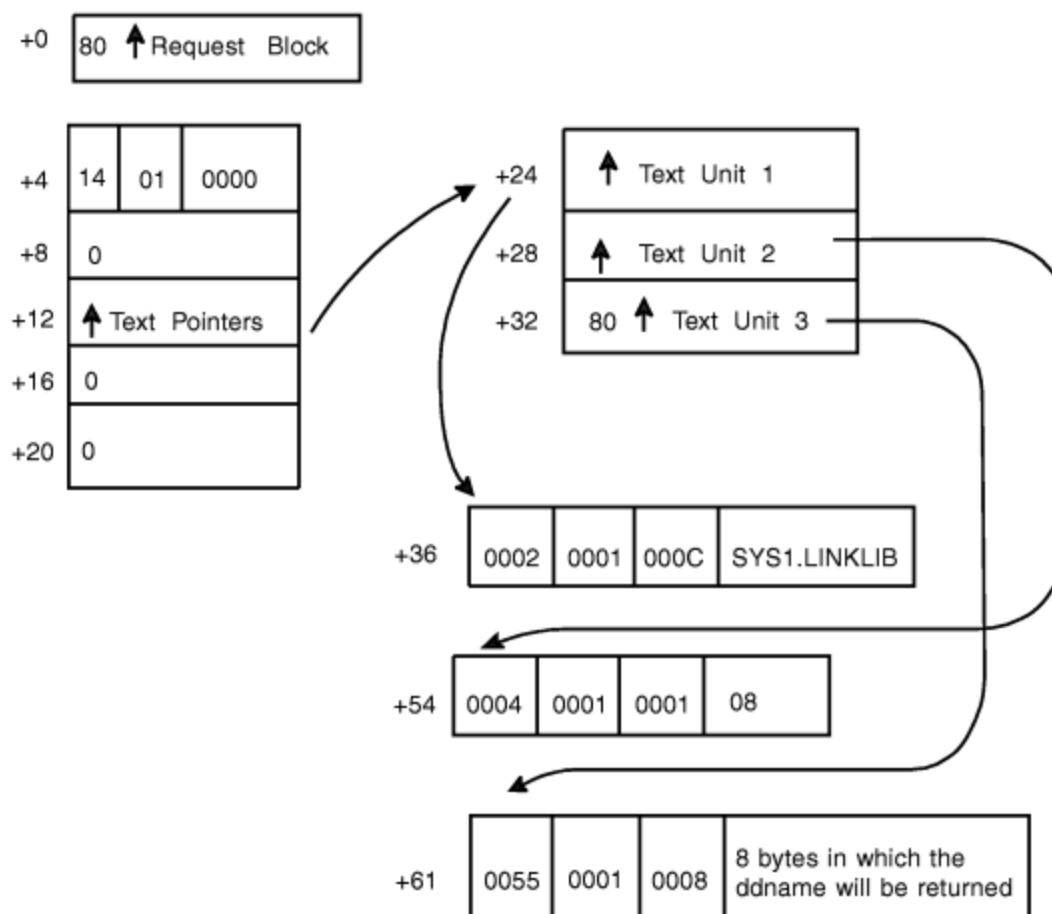 +0 80 Request Block
+4 14 01 0000
+8 0
+12 Text Pointers
+16 0
+20 0
+24 Text Unit 1
+28 Text Unit 2
+32 80 Text Unit 3
+36 0002 0001 000C SYS1.LINKLIB
+54 0004 0001 0001 08
+61 0055 0001 0008 8 bytes in which the
ddname will be returned